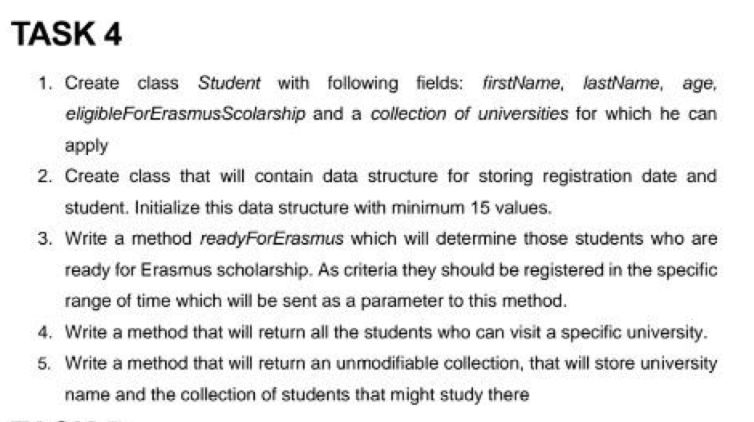 TASK 4
1. Create class Student with following fields: firstName, lastName, age,
eligibleForErasmusScolarship and a collection of universities for which he can
apply
2. Create class that will contain data structure for storing registration date and
student. Initialize this data structure with minimum 15 values.
3. Write a method readyForErasmus which will determine those students who are
ready for Erasmus scholarship. As criteria they should be registered in the specific
range of time which will be sent as a parameter to this method.
4. Write a method that will return all the students who can visit a specific university.
5. Write a method that will return an unmodifiable collection, that will store university
name and the collection of students that might study there